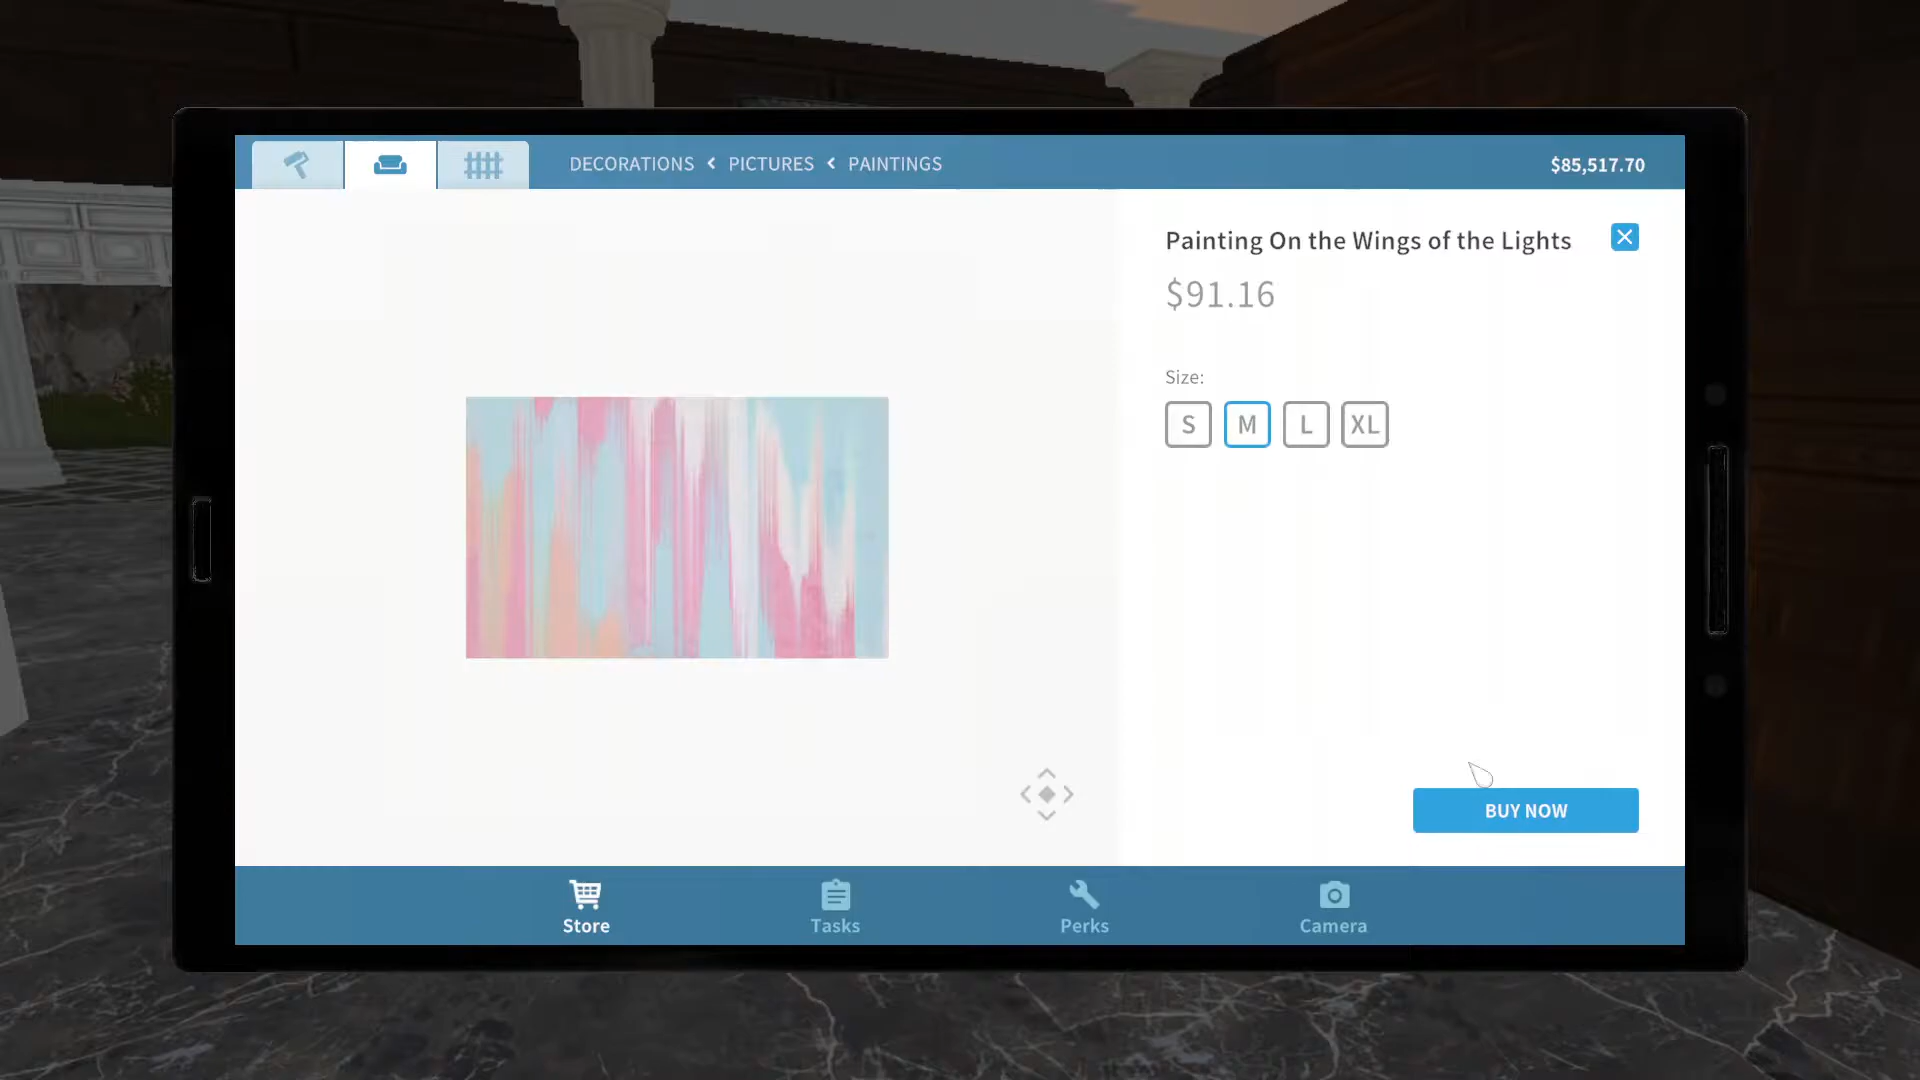 DECORATIONS < PICTURES < PAINTINGS
$85,517.70
Painting On the Wings of the Lights
$91.16
Size:
S M L XL
BUY NOW
Store Tasks Perks Camera